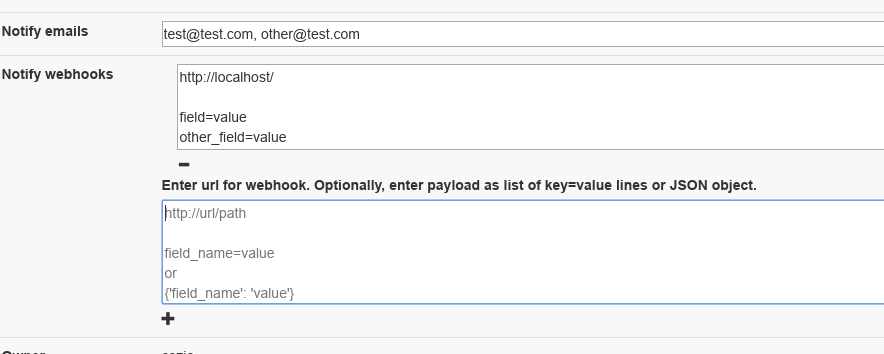 Notify emails
test@test.com, other@test.com
Notify webhooks
http://localhost/
field=value
other_field=value
Enter url for webhook. Optionally, enter payload as list of key=value lines or JSON object.
http://url/path
field_name=value
or
{'field_name': 'value'}